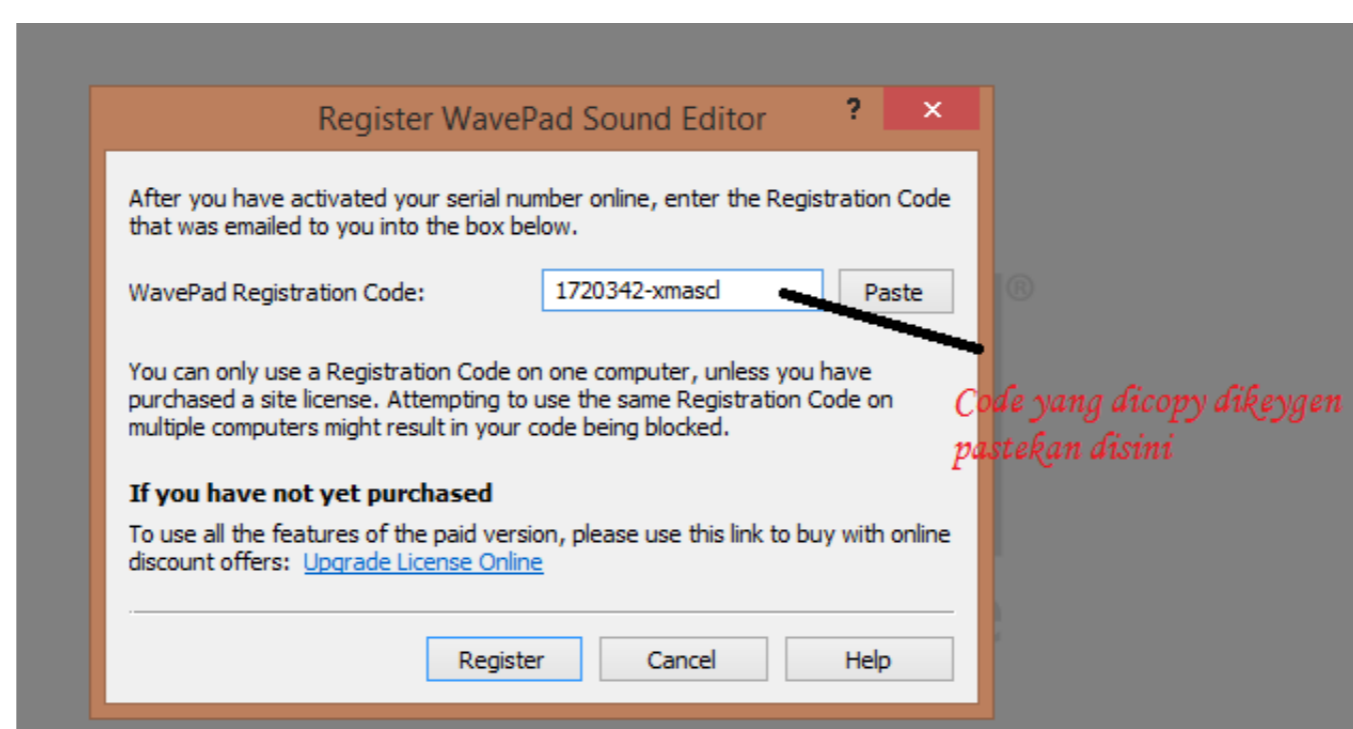 Register WavePad Sound Editor ? ×
After you have activated your serial number online, enter the Registration Code
that was emailed to you into the box below.
WavePad Registration Code: 1720342-xmascl Paste
®
You can only use a Registration Code on one computer, unless you have
purchased a site license. Attempting to use the same Registration Code on
multiple computers might result in your code being blocked.
Code yang dicopy dikeygen
pastekan disini
If you have not yet purchased
To use all the features of the paid version, please use this link to buy with online
discount offers: Upgrade License Online
Register Cancel Help